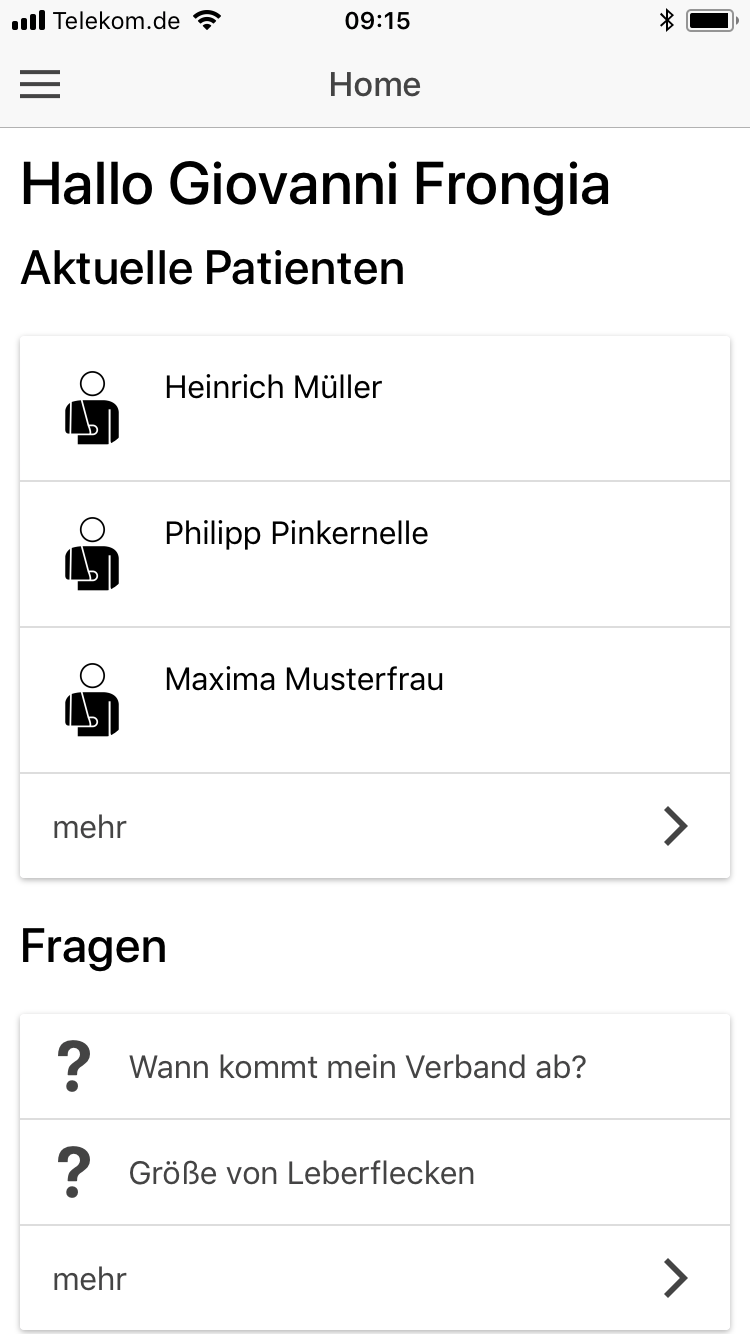 Telekom.de 09:15
Home
Hallo Giovanni Frongia
Aktuelle Patienten
Heinrich Müller
Philipp Pinkernelle
Maxima Musterfrau
mehr
Fragen
? Wann kommt mein Verband ab?
? Größe von Leberflecken
mehr